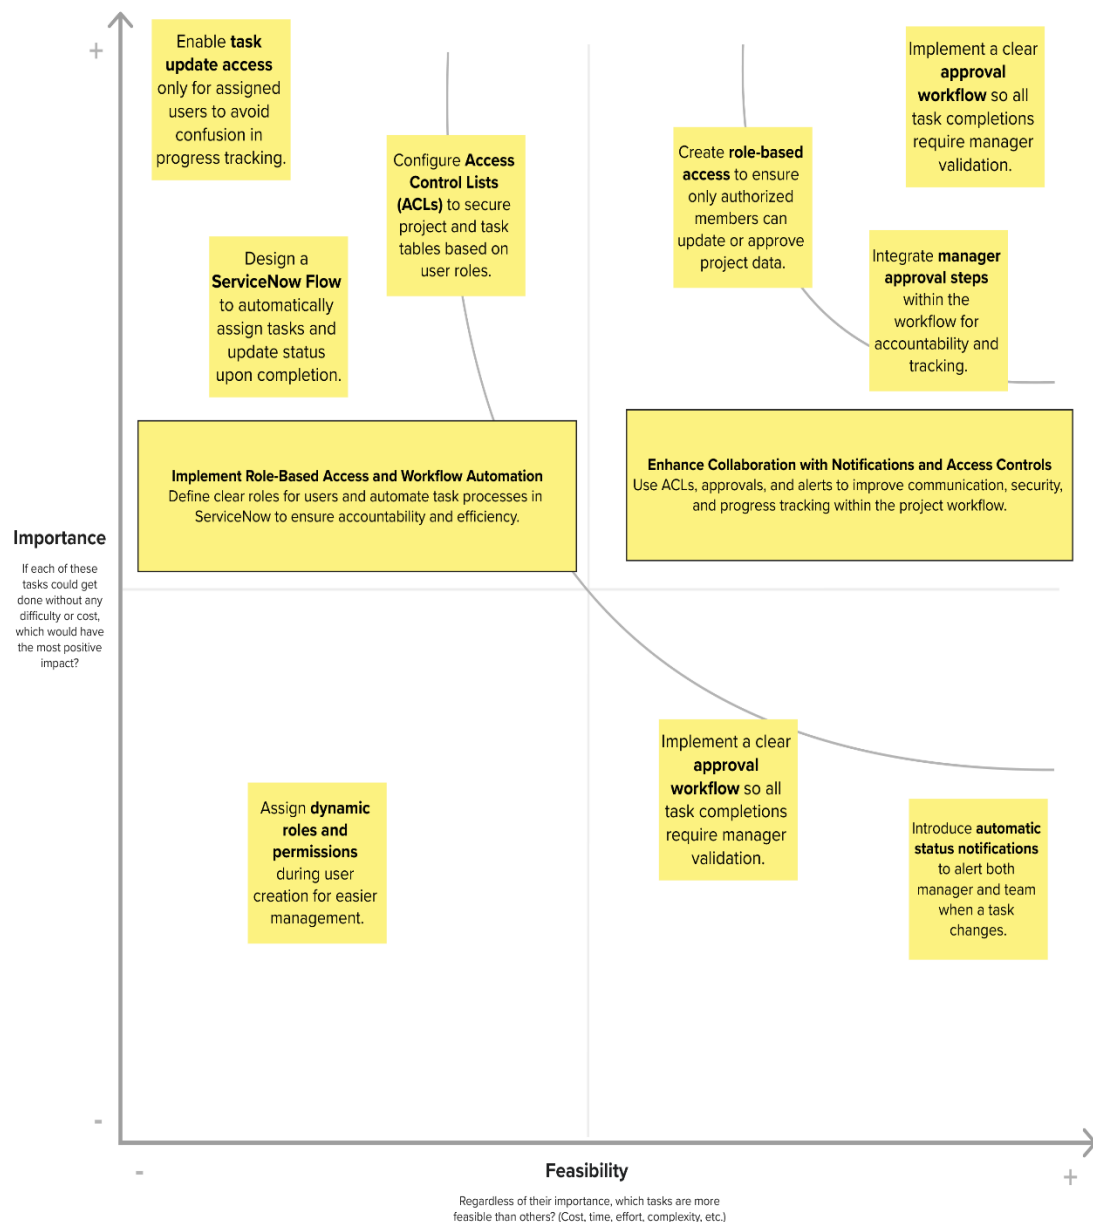 +
Enable task
update access
only for assigned
users to avoid
confusion in
progress tracking.
Configure Access
Control Lists
(ACLs) to secure
project and task
tables based on
user roles.
Design a
ServiceNow Flow
to automatically
assign tasks and
update status
upon completion.
Create role-based
access to ensure
only authorized
members can
update or approve
project data.
Implement a clear
approval
workflow so all
task completions
require manager
validation.
Integrate manager
approval steps
within the
workflow for
accountability and
tracking.
Implement Role-Based Access and Workflow Automation
Define clear roles for users and automate task processes in
ServiceNow to ensure accountability and efficiency.
Enhance Collaboration with Notifications and Access Controls
Use ACLs, approvals, and alerts to improve communication, security,
and progress tracking within the project workflow.
Importance
If each of these
tasks could get
done without any
difficulty or cost,
which would have
the most positive
impact?
Assign dynamic
roles and
permissions
during user
creation for easier
management.
Implement a clear
approval
workflow so all
task completions
require manager
validation.
Introduce automatic
status notifications
to alert both
manager and team
when a task
changes.
-
-
Feasibility
+
Regardless of their importance, which tasks are more
feasible than others? (Cost, time, effort, complexity, etc.)